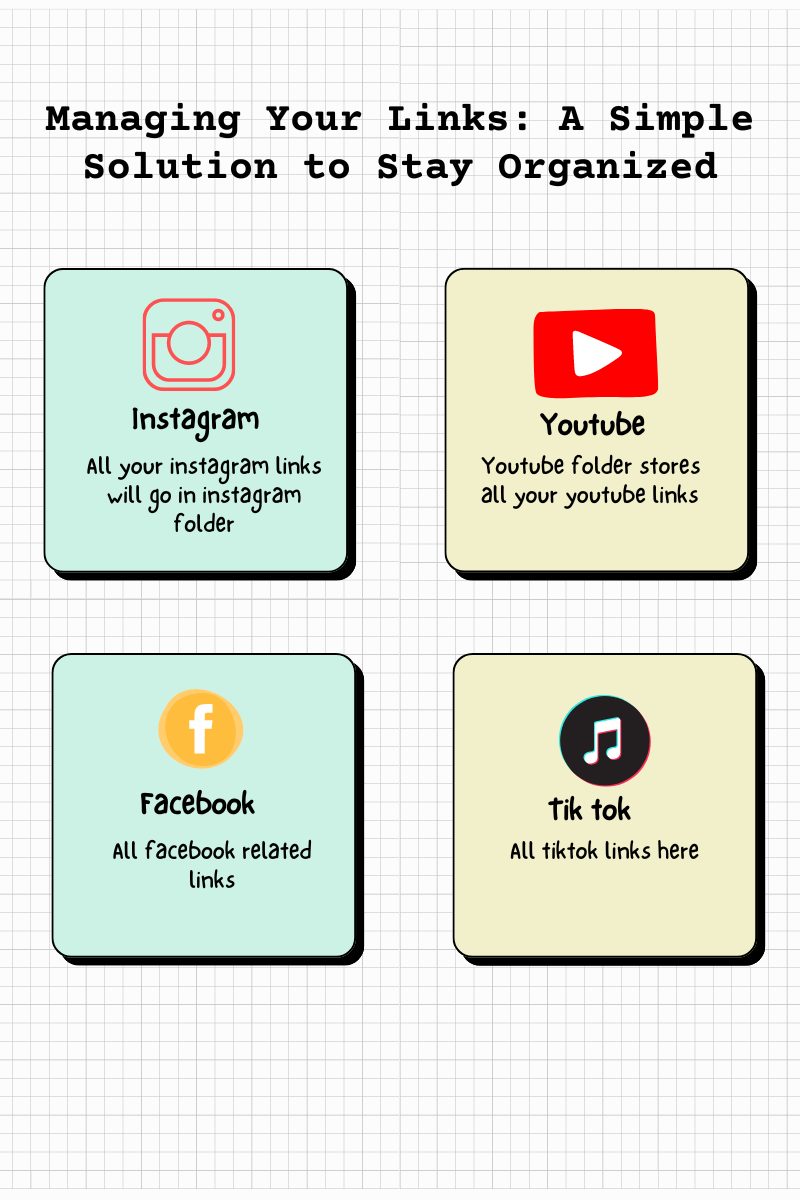 Managing Your Links: A Simple
Solution to Stay Organized
Instagram
All your instagram links
will go in instagram
folder
Youtube
Youtube folder stores
all your youtube links
f
Facebook
All facebook related
links
Tik tok
All tiktok links here